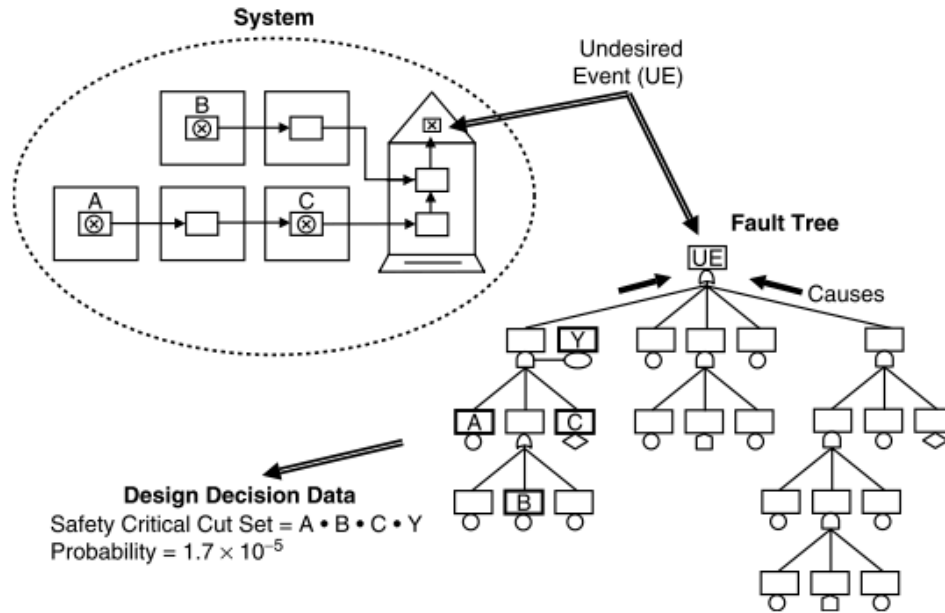 System
Undesired
Event (UE)
B
A
C
Fault Tree
UE
Causes
Y
A
C
B
Design Decision Data
Safety Critical Cut Set = A • B • C • Y
Probability = 1.7 × 10⁻⁵